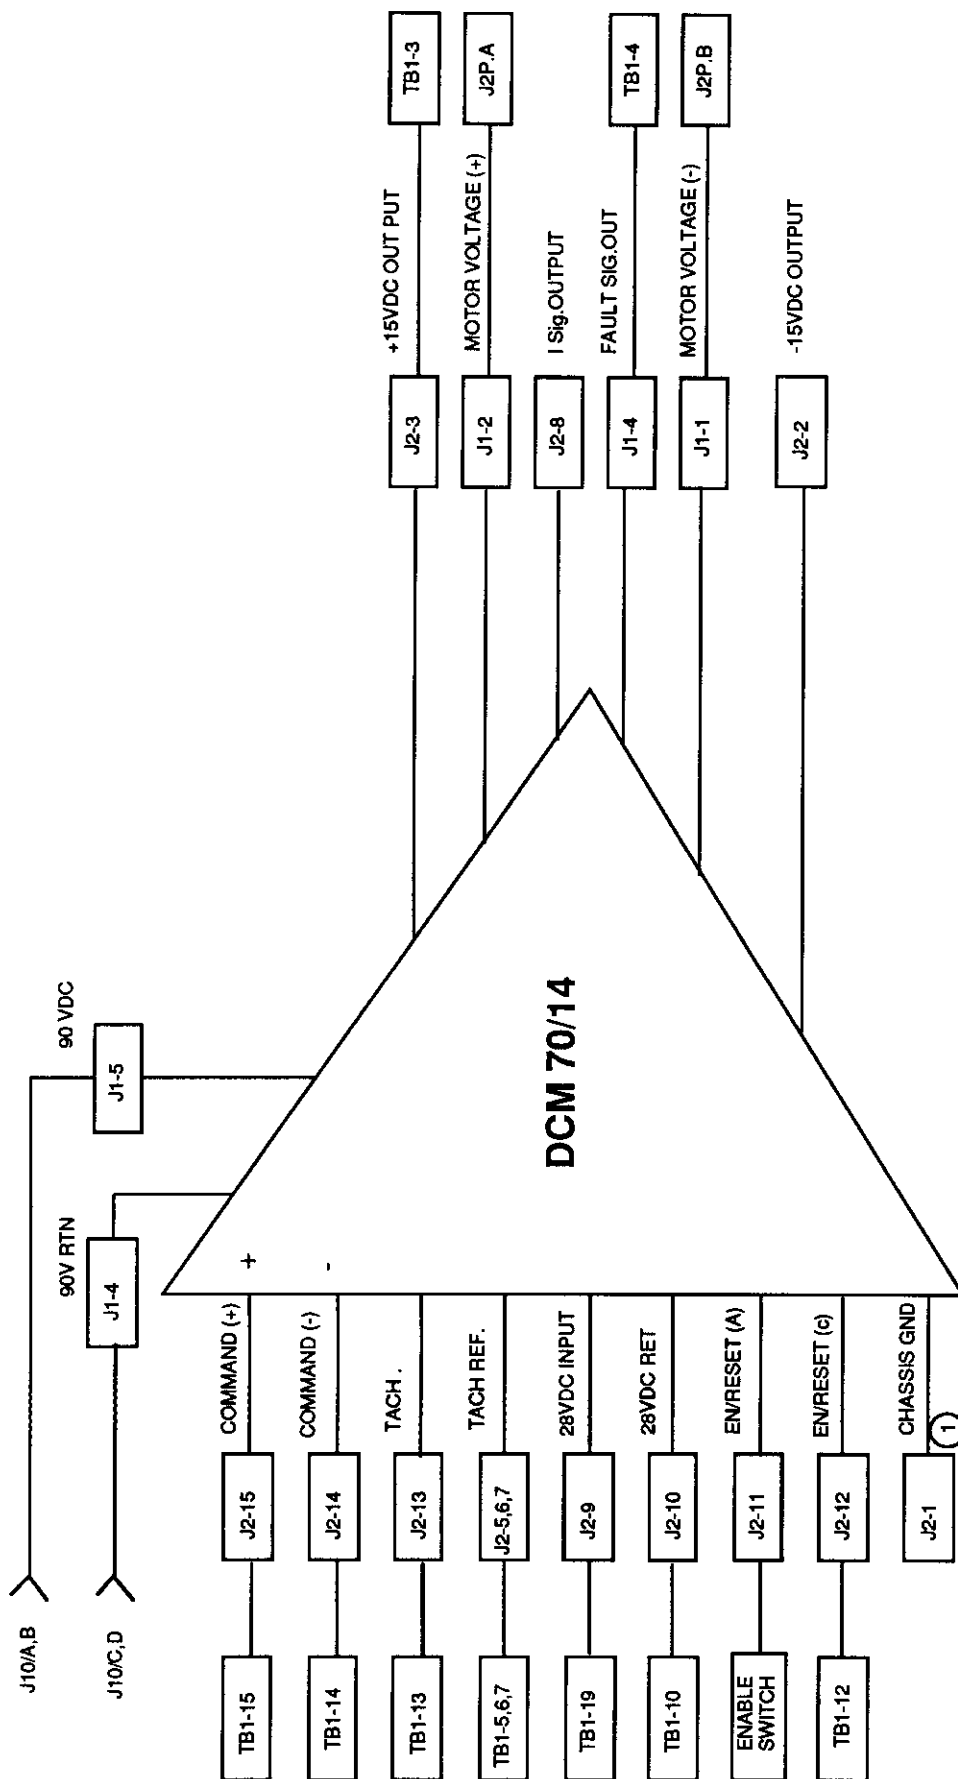 J10/A,B
J10/C,D
90V RTN
J1-4
90 VDC
J1-5
TB1-15
J2-15
COMMAND (+)
+
TB1-14
J2-14
COMMAND (-)
-
TB1-13
J2-13
TACH .
TB1-5,6,7
J2-5,6,7
TACH REF.
TB1-19
J2-9
28VDC INPUT
TB1-10
J2-10
28VDC RET
ENABLE
SWITCH
J2-11
EN/RESET (A)
TB1-12
J2-12
EN/RESET (c)
J2-1
CHASSIS GND
1
DCM 70/14
J2-3
+15VDC OUT PUT
TB1-3
J1-2
MOTOR VOLTAGE (+)
J2P.A
J2-8
I Sig.OUTPUT
J1-4
FAULT SIG.OUT
TB1-4
J1-1
MOTOR VOLTAGE (-)
J2P.B
J2-2
-15VDC OUTPUT